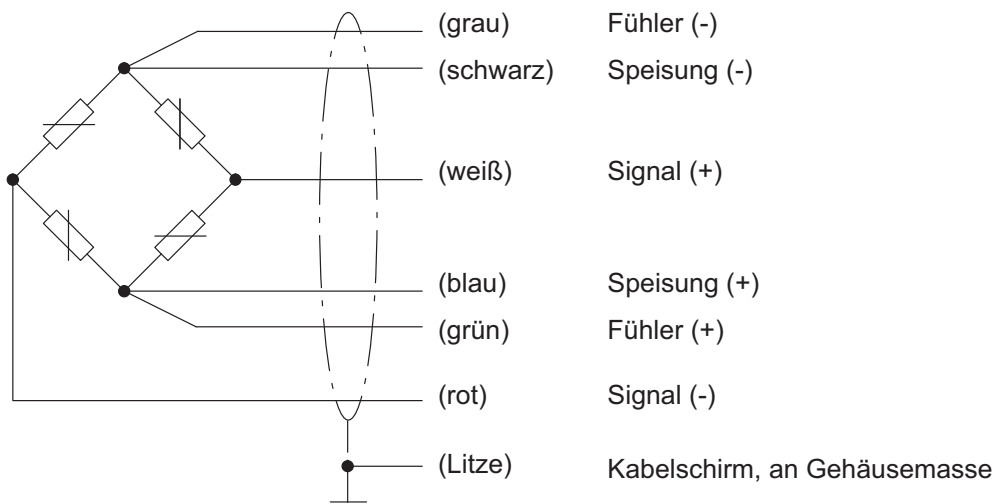 (grau) Fühler (-)
(schwarz) Speisung (-)
(weiß) Signal (+)
(blau) Speisung (+)
(grün) Fühler (+)
(rot) Signal (-)
(Litze) Kabelschirm, an Gehäusemasse